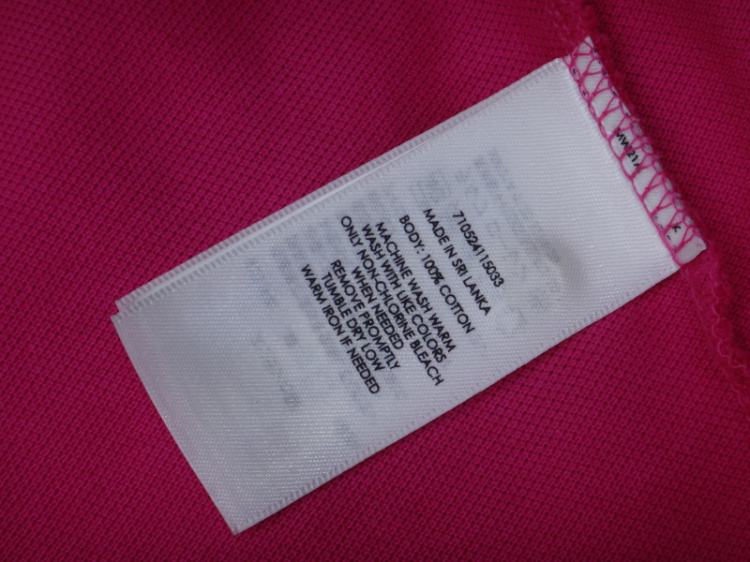 710524115033
MADE IN SRI LANKA
BODY: 100% COTTON
MACHINE WASH WARM
WASH WITH LIKE COLORS
ONLY NON-CHLORINE BLEACH
WHEN NEEDED
REMOVE PROMPTLY
TUMBLE DRY LOW
WARM IRON IF NEEDED